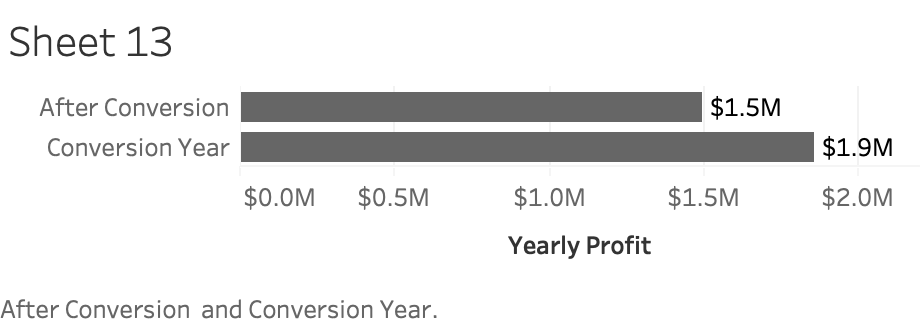 Sheet 13
After Conversion $1.5M
Conversion Year $1.9M
$0.0M $0.5M $1.0M $1.5M $2.0M
Yearly Profit
After Conversion and Conversion Year.